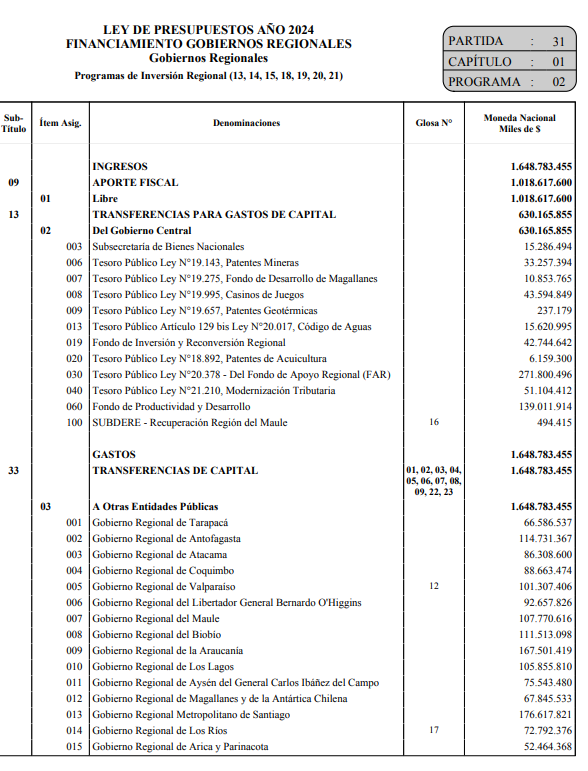 LEY DE PRESUPUESTOS AÑO 2024
FINANCIAMIENTO GOBIERNOS REGIONALES
Gobiernos Regionales
Programas de Inversión Regional (13, 14, 15, 18, 19, 20, 21)
PARTIDA : 31
CAPÍTULO : 01
PROGRAMA : 02
Sub-Título Ítem Asig. Denominaciones Glosa N° Moneda Nacional Miles de $
INGRESOS 1.648.783.455
09 APORTE FISCAL 1.018.617.600
01 Libre 1.018.617.600
13 TRANSFERENCIAS PARA GASTOS DE CAPITAL 630.165.855
02 Del Gobierno Central 630.165.855
003 Subsecretaría de Bienes Nacionales 15.286.494
006 Tesoro Público Ley N°19.143, Patentes Mineras 33.257.394
007 Tesoro Público Ley N°19.275, Fondo de Desarrollo de Magallanes 10.853.765
008 Tesoro Público Ley N°19.995, Casinos de Juegos 43.594.849
009 Tesoro Público Ley N°19.657, Patentes Geotérmicas 237.179
013 Tesoro Público Artículo 129 bis Ley N°20.017, Código de Aguas 15.620.995
019 Fondo de Inversión y Reconversión Regional 42.744.642
020 Tesoro Público Ley N°18.892, Patentes de Acuicultura 6.159.300
030 Tesoro Público Ley N°20.378 - Del Fondo de Apoyo Regional (FAR) 271.800.496
040 Tesoro Público Ley N°21.210, Modernización Tributaria 51.104.412
060 Fondo de Productividad y Desarrollo 139.011.914
100 SUBDERE - Recuperación Región del Maule 16 494.415
GASTOS 1.648.783.455
33 TRANSFERENCIAS DE CAPITAL 01, 02, 03, 04, 1.648.783.455
05, 06, 07, 08,
09, 22, 23
03 A Otras Entidades Públicas 1.648.783.455
001 Gobierno Regional de Tarapacá 66.586.537
002 Gobierno Regional de Antofagasta 114.731.367
003 Gobierno Regional de Atacama 86.308.600
004 Gobierno Regional de Coquimbo 88.663.474
005 Gobierno Regional de Valparaíso 12 101.307.406
006 Gobierno Regional del Libertador General Bernardo O'Higgins 92.657.826
007 Gobierno Regional del Maule 107.770.616
008 Gobierno Regional del Biobío 111.513.098
009 Gobierno Regional de la Araucanía 167.501.419
010 Gobierno Regional de Los Lagos 105.855.810
011 Gobierno Regional de Aysén del General Carlos Ibáñez del Campo 75.543.480
012 Gobierno Regional de Magallanes y de la Antártica Chilena 67.845.533
013 Gobierno Regional Metropolitano de Santiago 176.617.821
014 Gobierno Regional de Los Ríos 17 72.792.376
015 Gobierno Regional de Arica y Parinacota 52.464.368